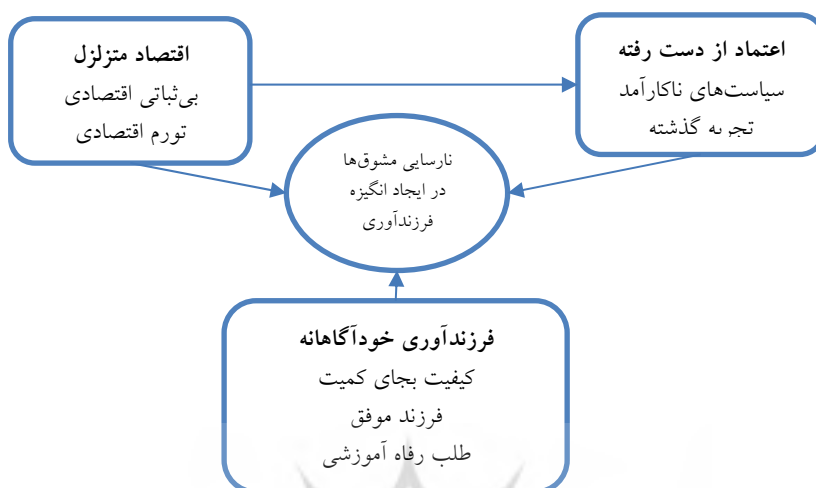 اعتماد از دست رفته
سیاست‌های ناکارآمد
تجربه گذشته
اقتصاد متزلزل
بی‌ثباتی اقتصادی
تورم اقتصادی
نارسایی مشوق‌ها
در ایجاد انگیزه
فرزندآوری
فرزندآوری خودآگاهانه
کیفیت بجای کمیت
فرزند موفق
طلب رفاه آموزشی